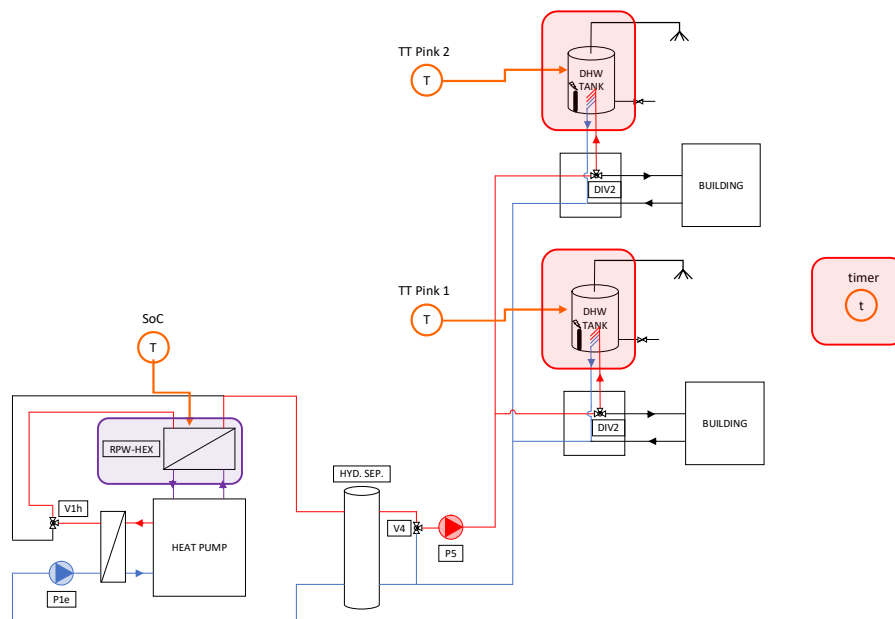 TT Pink 2
T
DHW
TANK
DIV2
BUILDING
TT Pink 1
T
DHW
TANK
timer
t
SoC
T
DIV2
BUILDING
RPW-HEX
HYD. SEP.
V1h
V4
HEAT PUMP
P5
P1e